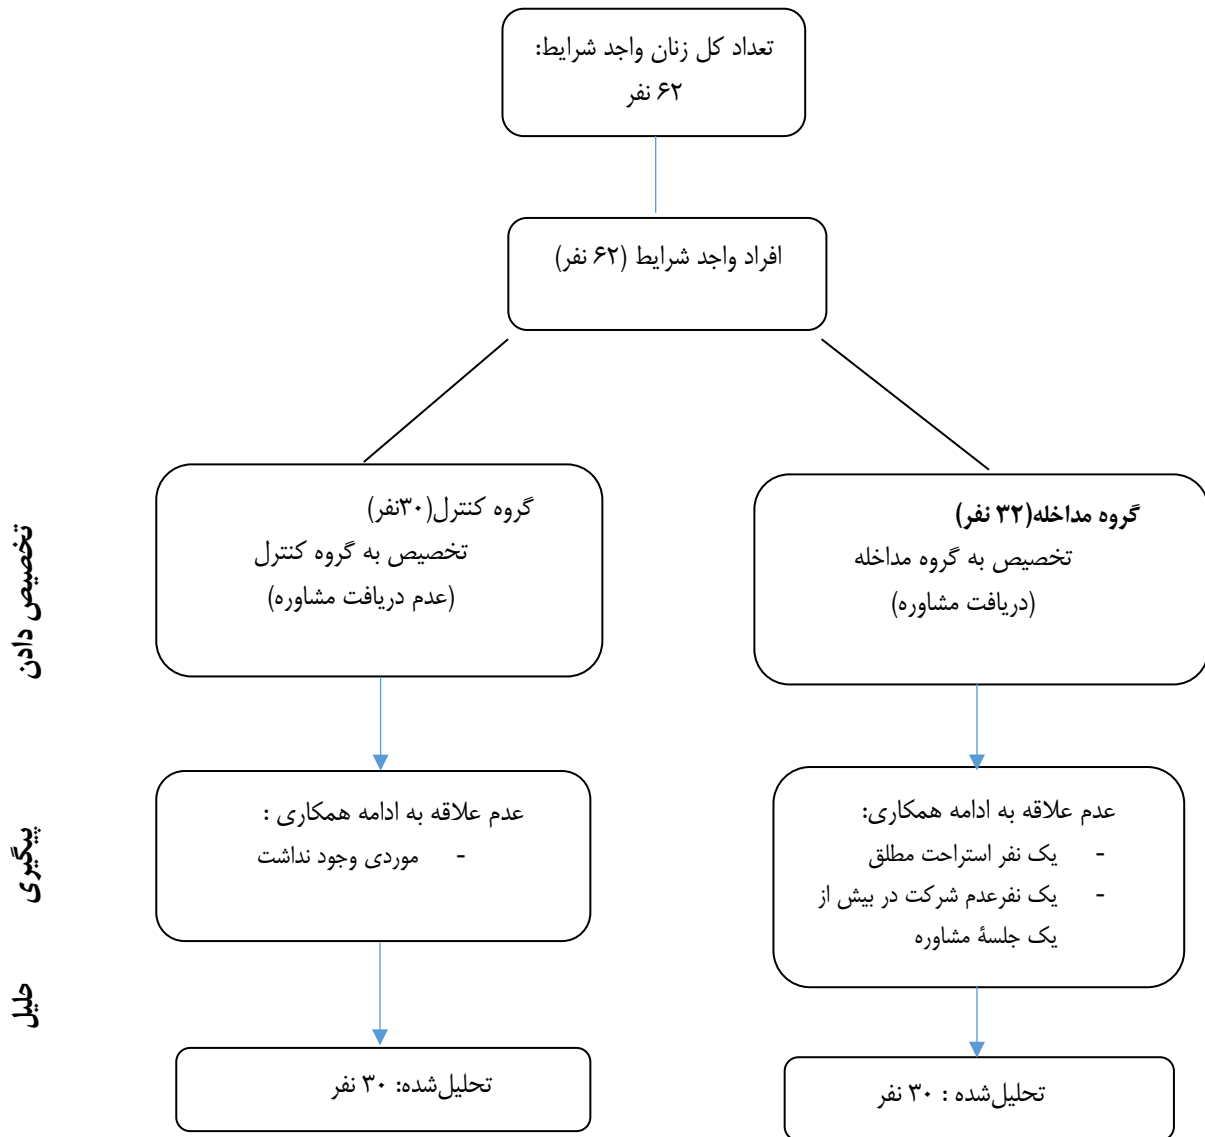 تعداد کل زنان واجد شرایط:
۶۲ نفر
افراد واجد شرایط (۶۲ نفر)
تخصیص دادن
گروه مداخله(۳۲ نفر)
تخصیص به گروه مداخله
(دریافت مشاوره)
گروه کنترل(۳۰نفر)
تخصیص به گروه کنترل
(عدم دریافت مشاوره)
پیگیری
عدم علاقه به ادامه همکاری:
- یک نفر استراحت مطلق
- یک نفرعدم شرکت در بیش از
یک جلسۀ مشاوره
عدم علاقه به ادامه همکاری :
- موردی وجود نداشت
حلیل
تحلیل‌شده : ۳۰ نفر
تحلیل‌شده: ۳۰ نفر